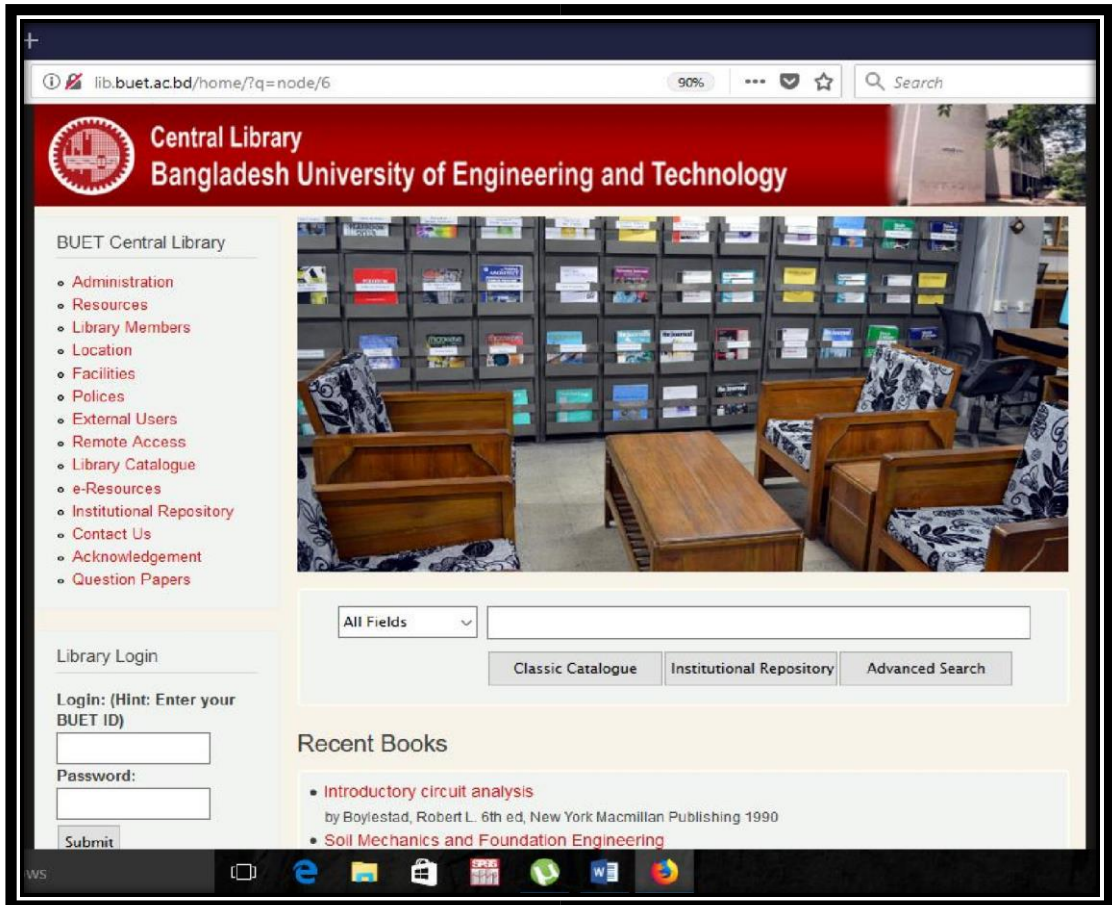 +
lib.buet.ac.bd/home/?q=node/6
90%
Search
Central Library
Bangladesh University of Engineering and Technology
BUET Central Library
Administration
Resources
Library Members
Location
Facilities
Polices
External Users
Remote Access
Library Catalogue
e-Resources
Institutional Repository
Contact Us
Acknowledgement
Question Papers
Library Login
Login: (Hint: Enter your
BUET ID)
Password:
Submit
All Fields
Classic Catalogue Institutional Repository Advanced Search
Recent Books
Introductory circuit analysis
by Boylestad, Robert L. 6th ed, New York Macmillan Publishing 1990
Soil Mechanics and Foundation Engineering
ws
SPSS